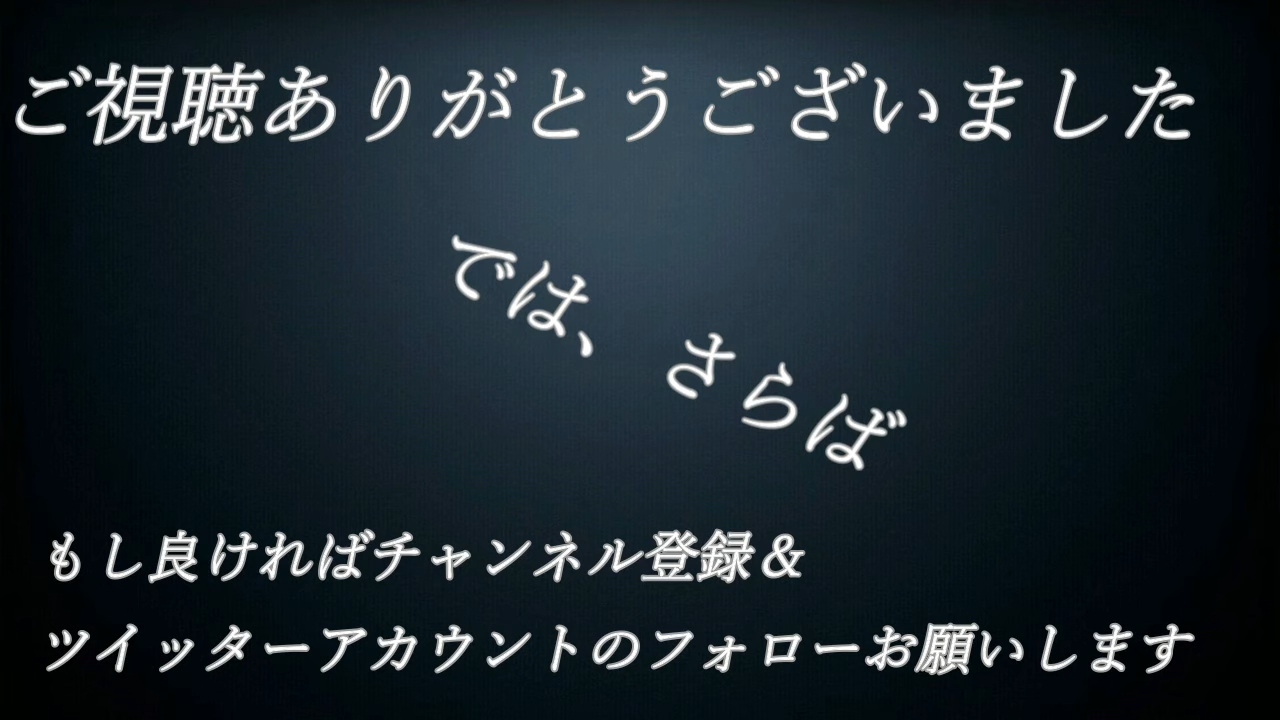 ご視聴ありがとうございました
では、さらば
もし良ければチャンネル登録＆
ツイッターアカウントのフォローお願いします